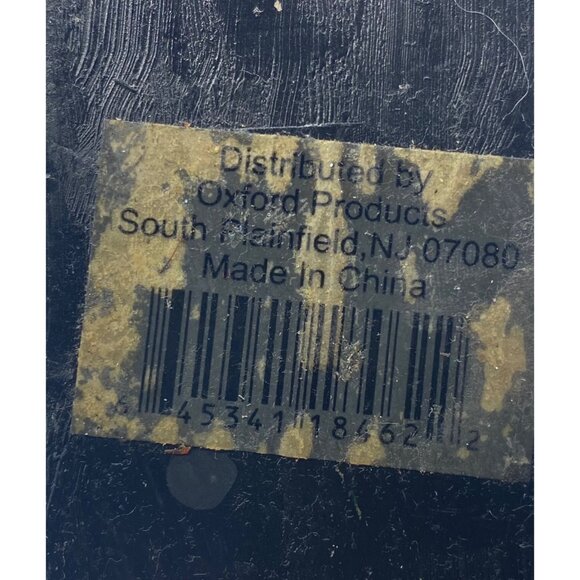 Distributed by
Oxford Products
South Plainfield, NJ 07080
Made In China
6 45341 18462 2